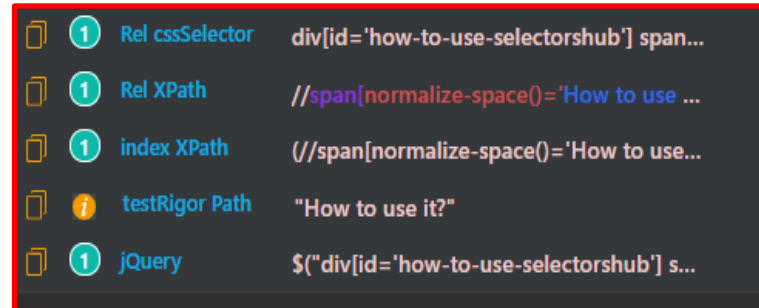 1 Rel cssSelector div[id='how-to-use-selectorshub'] span...
1 Rel XPath //span[normalize-space()='How to use ...
1 index XPath (//span[normalize-space()='How to use...
i testRigor Path "How to use it?"
1 jQuery $("div[id='how-to-use-selectorshub'] s...